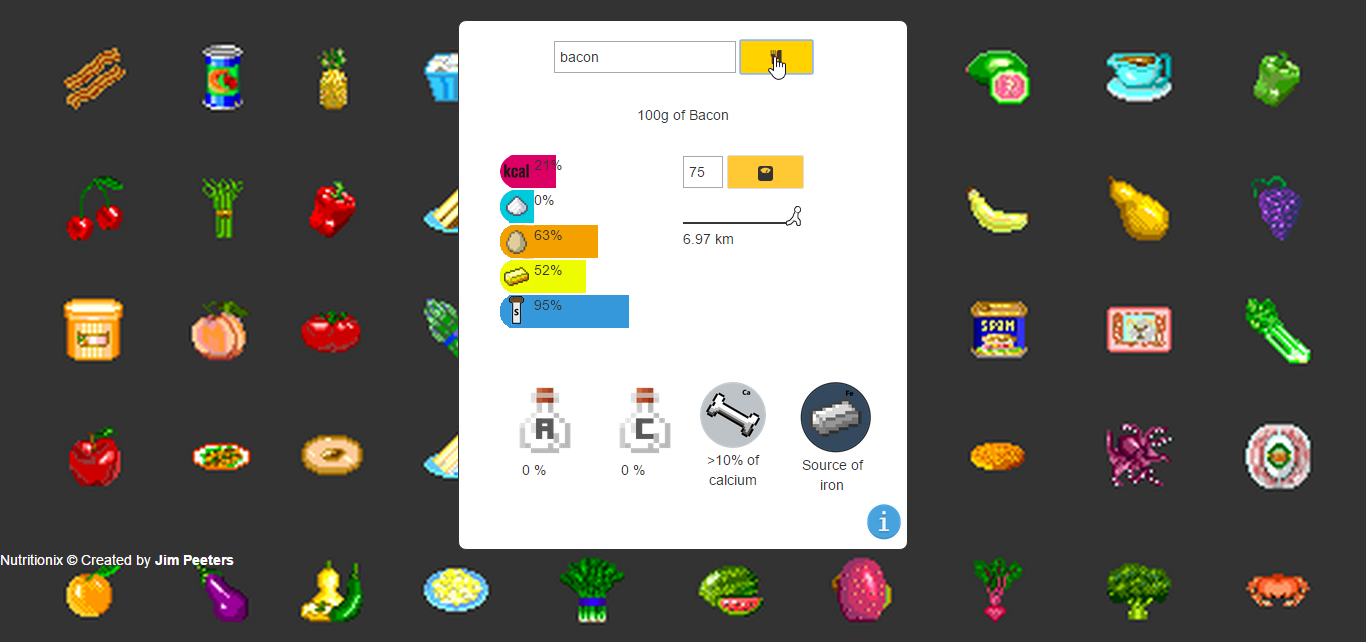 bacon
100g of Bacon
kcal 21%
0%
63%
52%
S 95%
75
6.97 km
A
0 %
C
0 %
Ca
>10% of
calcium
Fe
Source of
iron
i
SPAM
Nutritionix © Created by Jim Peeters